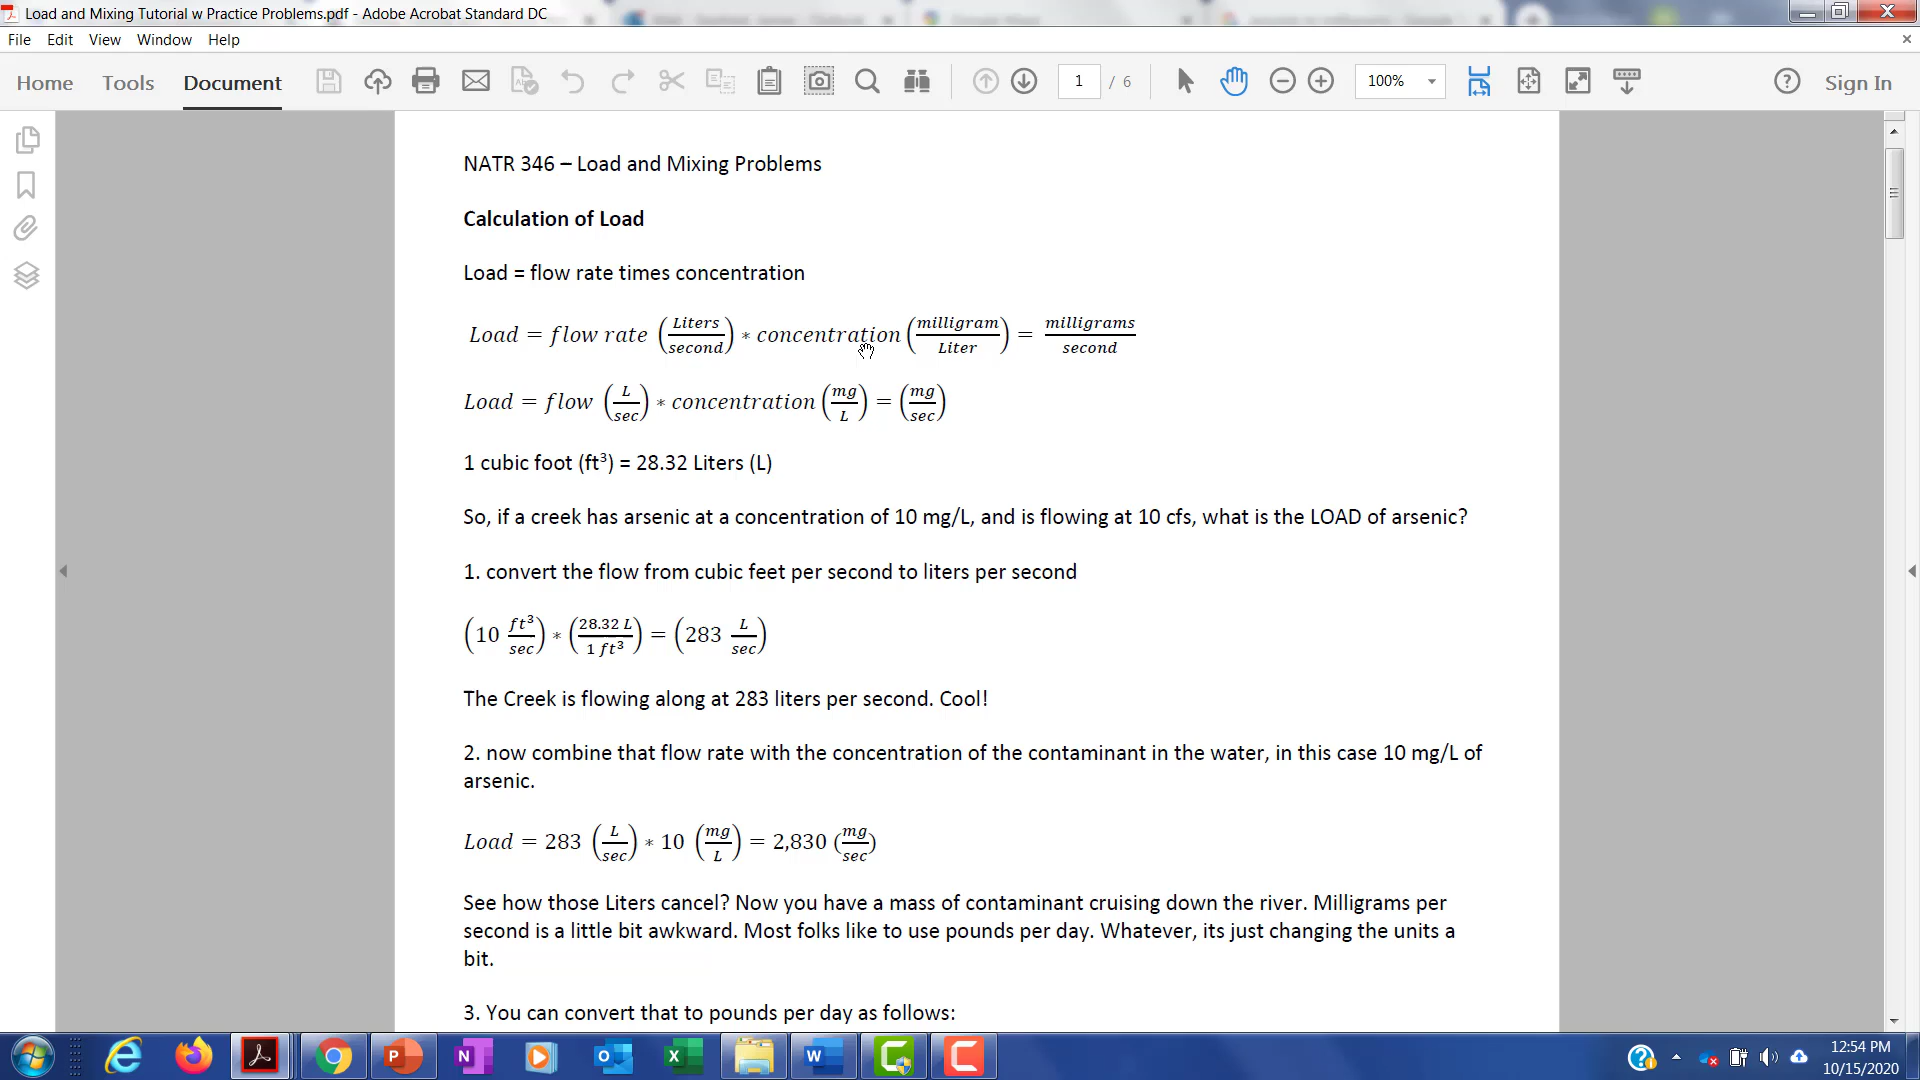 Load and Mixing Tutorial w Practice Problems.pdf - Adobe Acrobat Standard DC
File Edit View Window Help
Home Tools Document 1 / 6 100% Sign In
NATR 346 – Load and Mixing Problems
Calculation of Load
Load = flow rate times concentration
Load = flow rate (Liters/second) * concentration (milligram/Liter) = milligrams/second
Load = flow (L/sec) * concentration (mg/L) = (mg/sec)
1 cubic foot (ft³) = 28.32 Liters (L)
So, if a creek has arsenic at a concentration of 10 mg/L, and is flowing at 10 cfs, what is the LOAD of arsenic?
1. convert the flow from cubic feet per second to liters per second
(10 ft³/sec) * (28.32 L/1 ft³) = (283 L/sec)
The Creek is flowing along at 283 liters per second. Cool!
2. now combine that flow rate with the concentration of the contaminant in the water, in this case 10 mg/L of
arsenic.
Load = 283 (L/sec) * 10 (mg/L) = 2,830 (mg/sec)
See how those Liters cancel? Now you have a mass of contaminant cruising down the river. Milligrams per
second is a little bit awkward. Most folks like to use pounds per day. Whatever, its just changing the units a
bit.
3. You can convert that to pounds per day as follows:
12:54 PM
10/15/2020